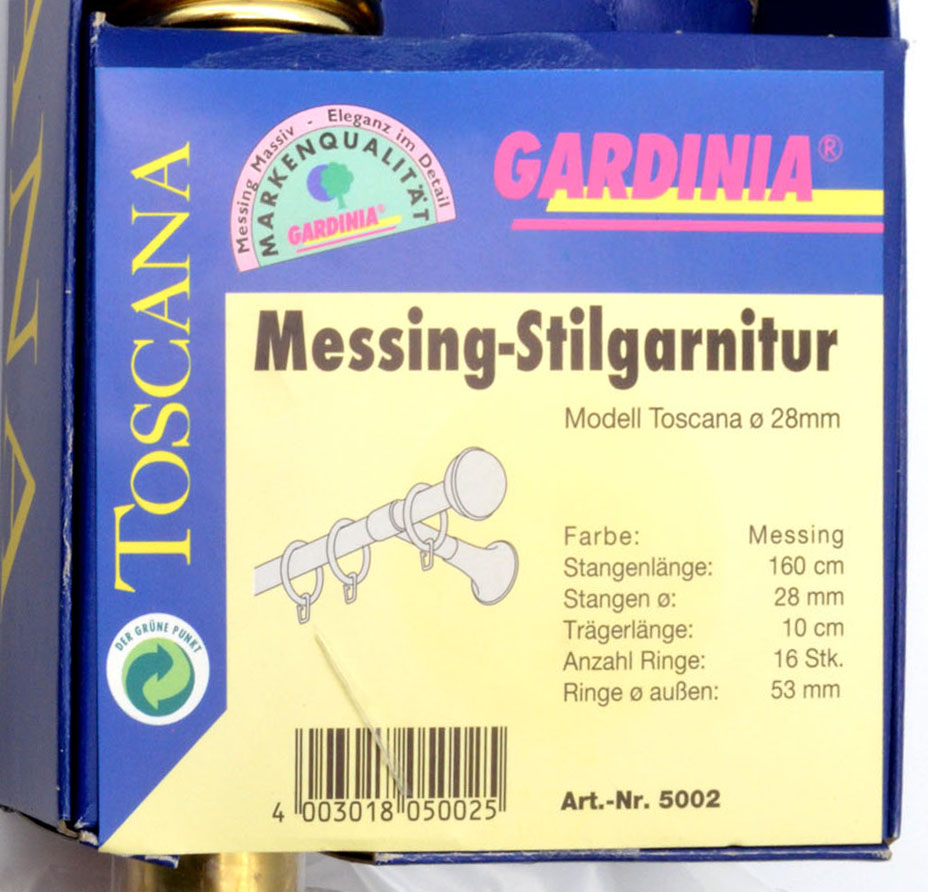 TOSCANA
Messing Massiv - Eleganz im Detail
MARKENQUALITÄT
GARDINIA®
GARDINIA®
Messing-Stilgarnitur
Modell Toscana ø 28mm
Farbe: Messing
Stangenlänge: 160 cm
Stangen ø: 28 mm
Trägerlänge: 10 cm
Anzahl Ringe: 16 Stk.
Ringe ø außen: 53 mm
DER GRÜNE PUNKT
4 003018 050025
Art.-Nr. 5002